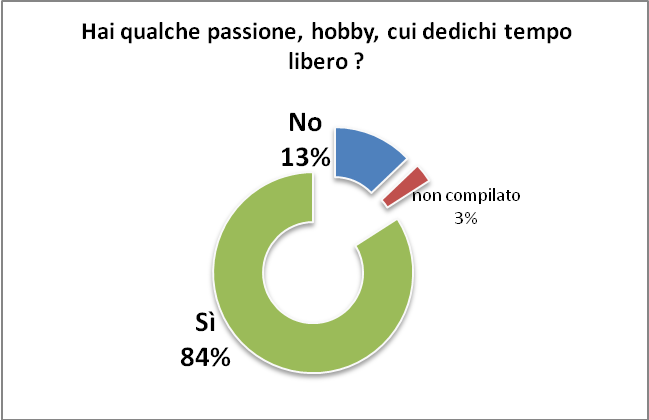 Hai qualche passione, hobby, cui dedichi tempo
libero ?
No
13%
non compilato
3%
Sì
84%